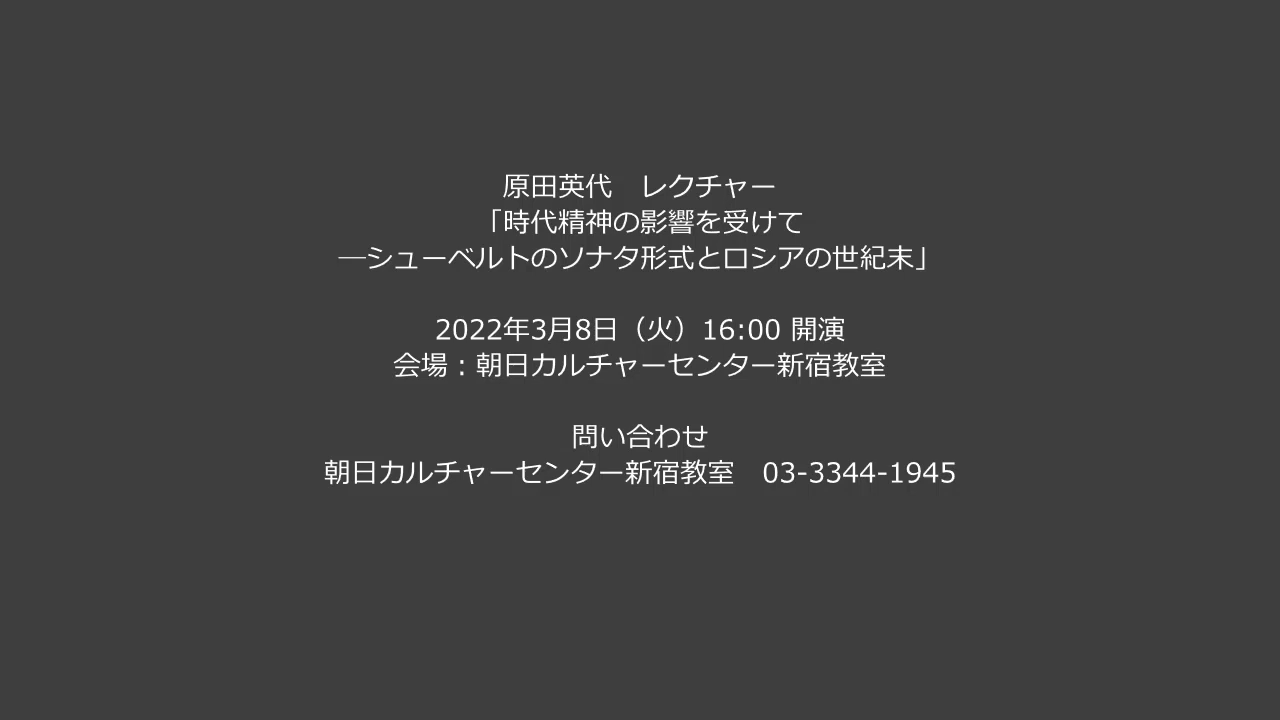 原田英代　レクチャー
「時代精神の影響を受けて
―シューベルトのソナタ形式とロシアの世紀末」
2022年3月8日（火）16:00 開演
会場：朝日カルチャーセンター新宿教室
問い合わせ
朝日カルチャーセンター新宿教室　03-3344-1945